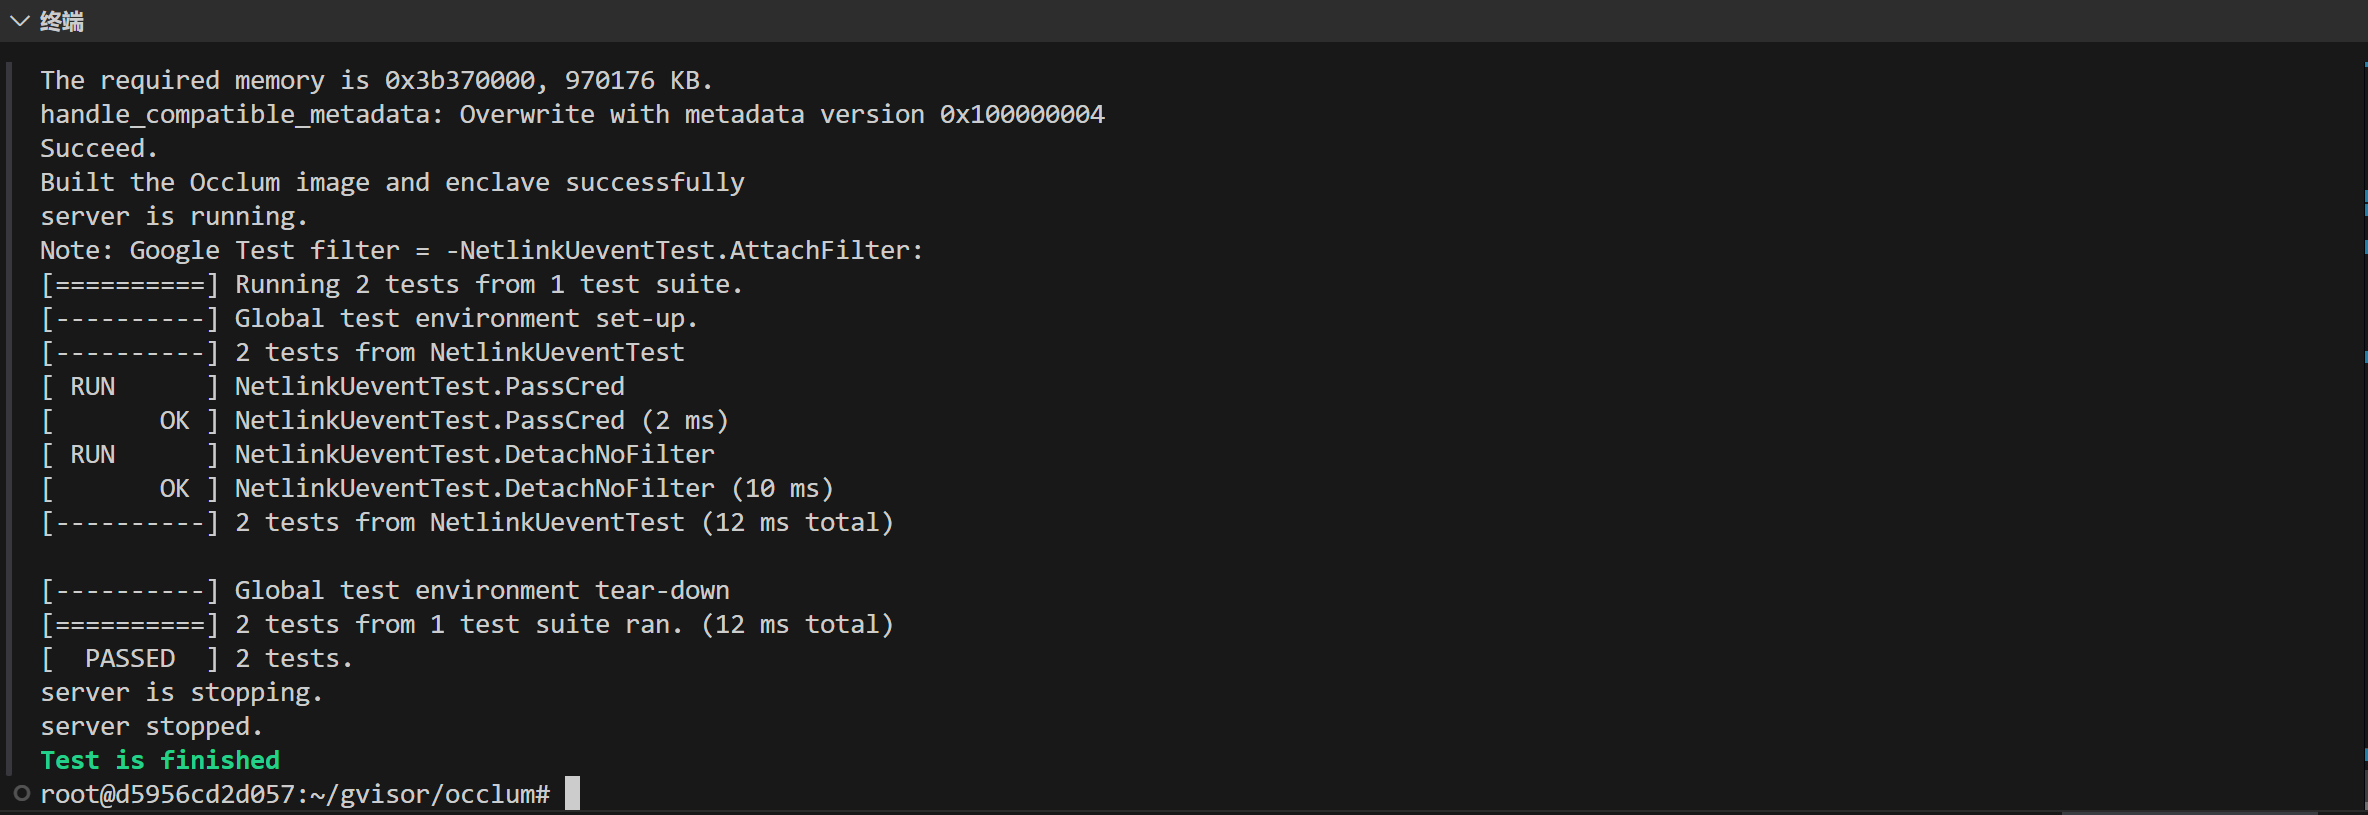 终端
The required memory is 0x3b370000, 970176 KB.
handle_compatible_metadata: Overwrite with metadata version 0x100000004
Succeed.
Built the Occlum image and enclave successfully
server is running.
Note: Google Test filter = -NetlinkUeventTest.AttachFilter:
[==========] Running 2 tests from 1 test suite.
[----------] Global test environment set-up.
[----------] 2 tests from NetlinkUeventTest
[ RUN      ] NetlinkUeventTest.PassCred
[       OK ] NetlinkUeventTest.PassCred (2 ms)
[ RUN      ] NetlinkUeventTest.DetachNoFilter
[       OK ] NetlinkUeventTest.DetachNoFilter (10 ms)
[----------] 2 tests from NetlinkUeventTest (12 ms total)
[----------] Global test environment tear-down
[==========] 2 tests from 1 test suite ran. (12 ms total)
[  PASSED  ] 2 tests.
server is stopping.
server stopped.
Test is finished
root@d5956cd2d057:~/gvisor/occlum#